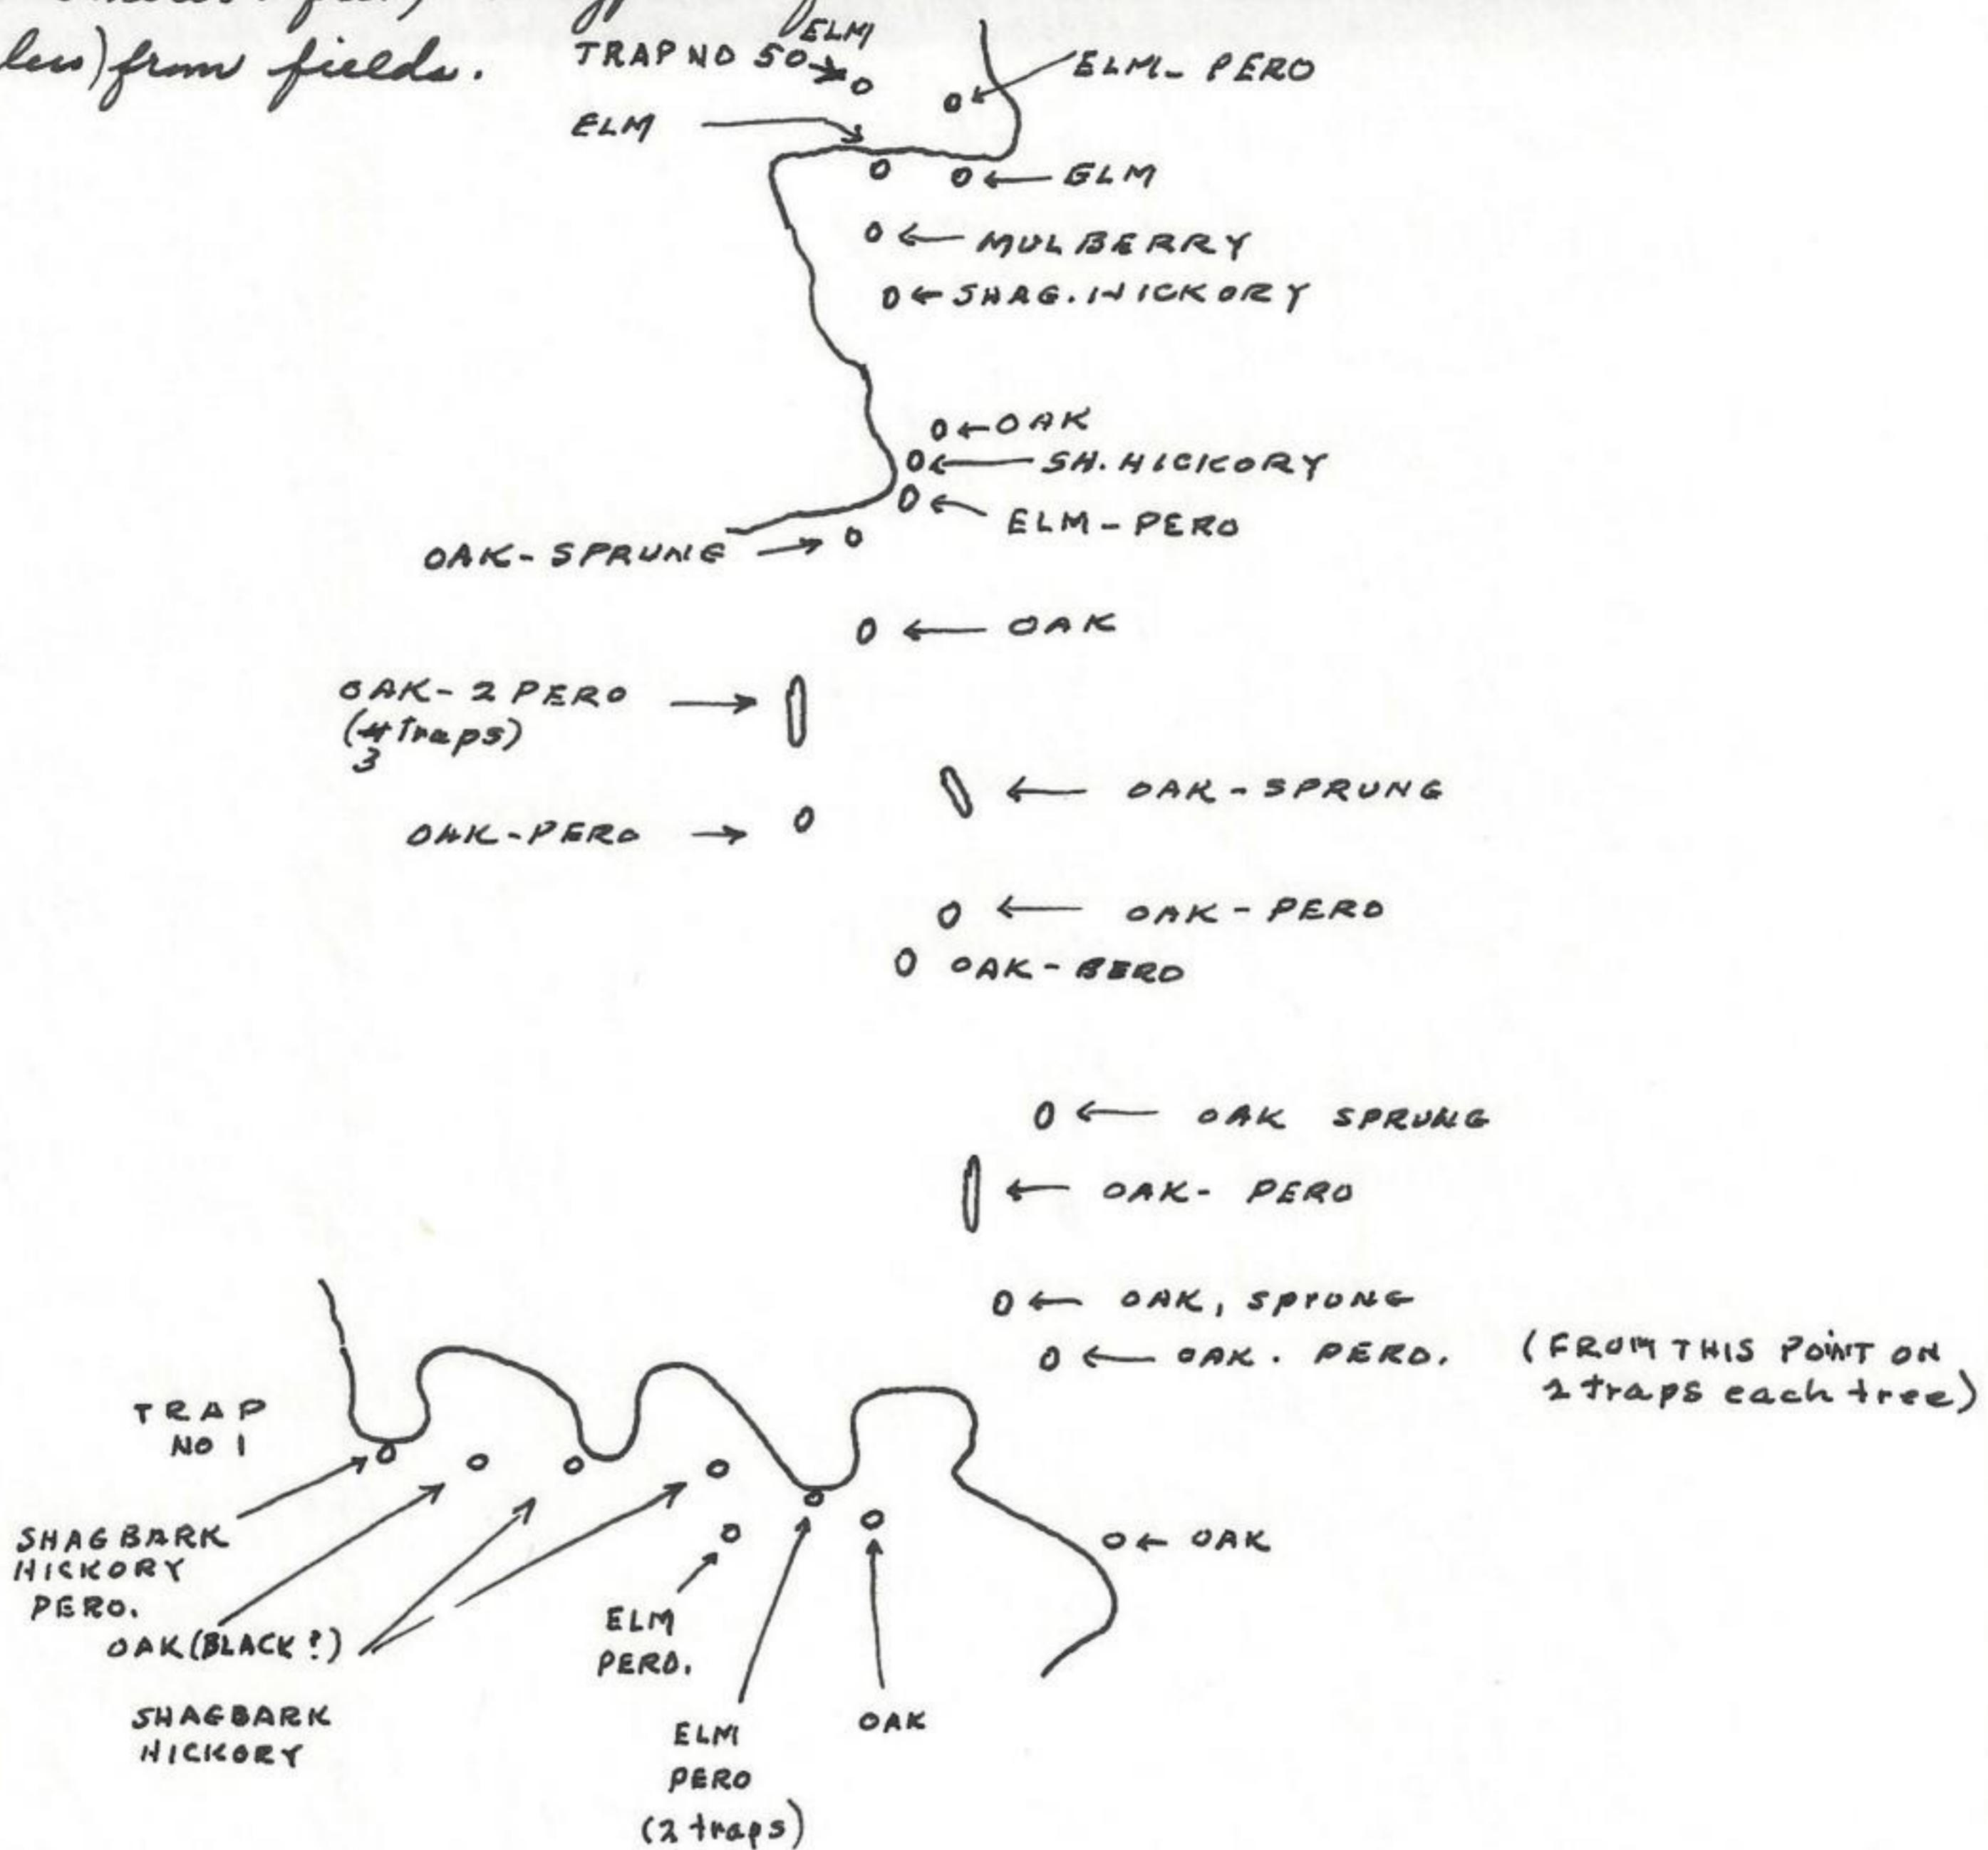 less) from fields.
ELM
TRAP NO 50
ELM- PERO
ELM
ELM
MULBERRY
SHAG. HICKORY
OAK
SH. HICKORY
ELM-PERO
OAK-SPRUNG
OAK
OAK- 2 PERO
(4 traps)
3
OAK-SPRUNG
OAK-PERO
OAK - PERO
OAK- PERO
OAK SPRUNG
OAK- PERO
OAK, SPrUNG
OAK. PERO.
(FROM THIS POINT ON
2 traps each tree)
TRAP
NO 1
OAK
SHAGBARK
HICKORY
PERO.
OAK (BLACK?)
SHAGBARK
HICKORY
ELM
PERO.
ELM
PERO
(2 traps)
OAK